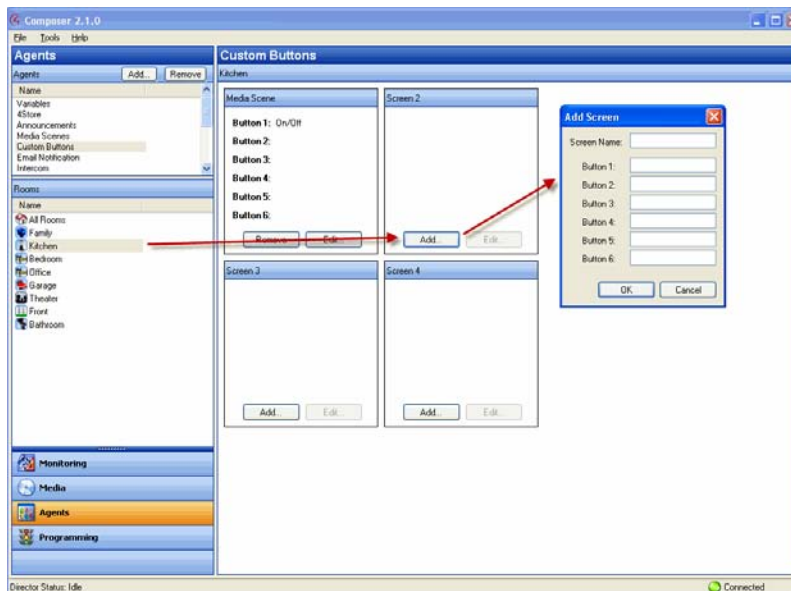 Composer 2.1.0
File Tools Help
Agents
Agents Add... Remove
Name
Variables
4Store
Announcements
Media Scenes
Custom Buttons
Email Notification
Intercom
Rooms
Name
All Rooms
Family
Kitchen
Bedroom
Office
Garage
Theater
Front
Bathroom
Monitoring
Media
Agents
Programming
Director Status: Idle
Custom Buttons
Kitchen
Media Scene
Button 1: On/Off
Button 2:
Button 3:
Button 4:
Button 5:
Button 6:
Remove Edit...
Screen 2
Add... Edit...
Screen 3
Add... Edit...
Screen 4
Add... Edit...
Add Screen
Screen Name:
Button 1:
Button 2:
Button 3:
Button 4:
Button 5:
Button 6:
OK Cancel
Connected